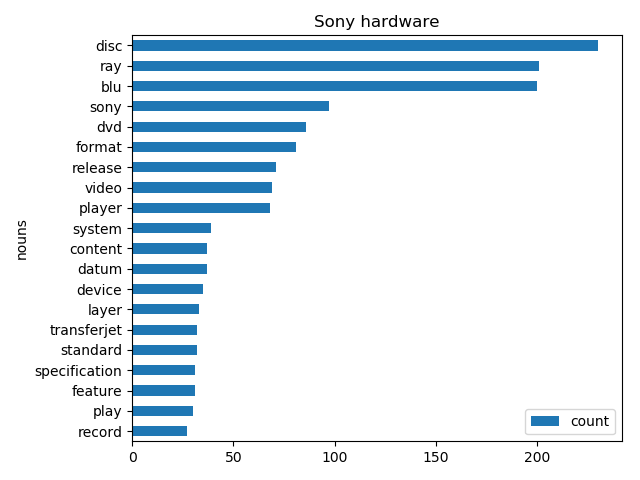 Sony hardware
disc
ray
blu
sony
dvd
format
release
video
player
system
content
datum
device
layer
transferjet
standard
specification
feature
play
record
nouns
count
0 50 100 150 200